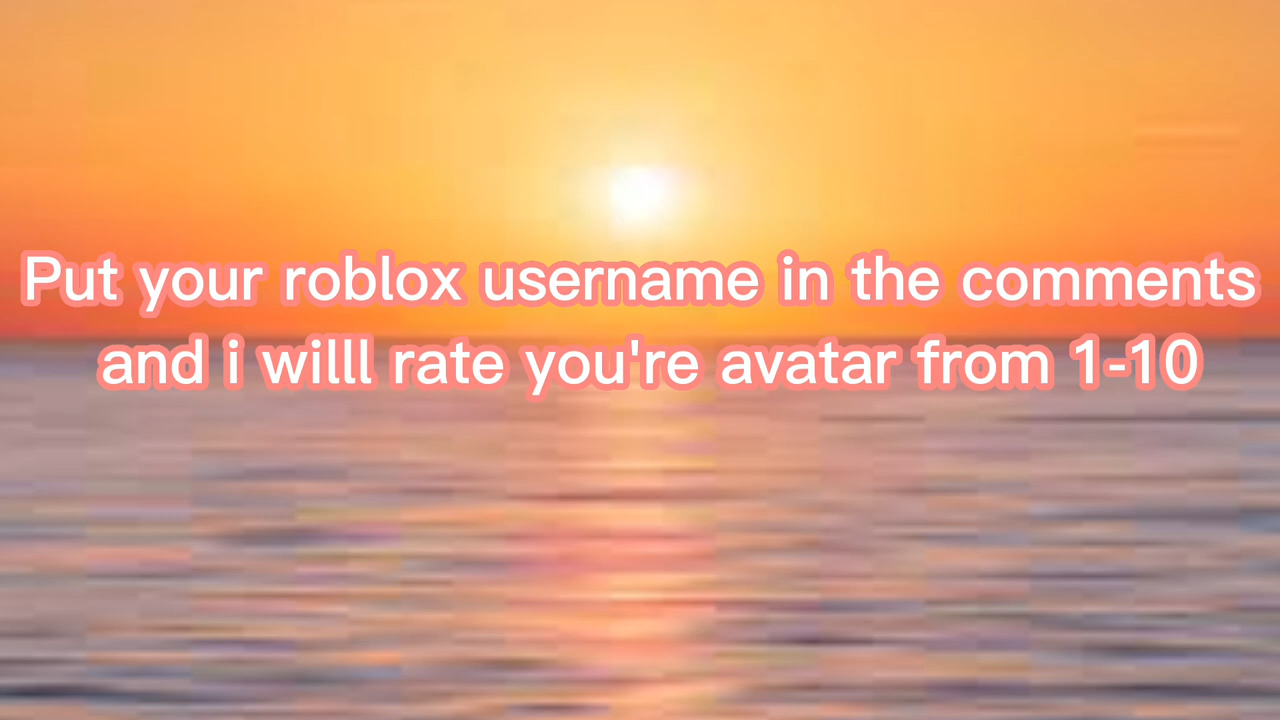 Put your roblox username in the comments
and i willl rate you're avatar from 1-10